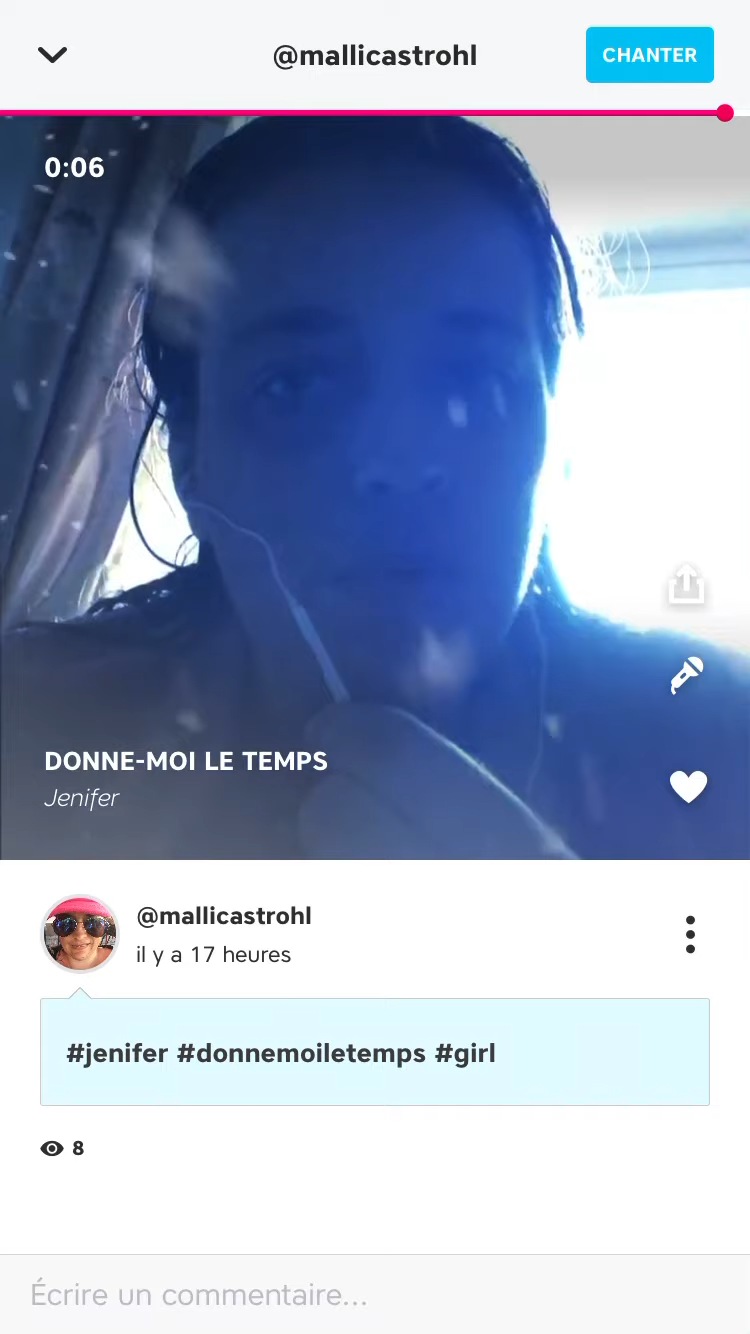 @mallicastrohl
CHANTER
0:06
DONNE-MOI LE TEMPS
Jenifer
@mallicastrohl
il y a 17 heures
#jenifer #donnemoiletemps #girl
8
Écrire un commentaire...